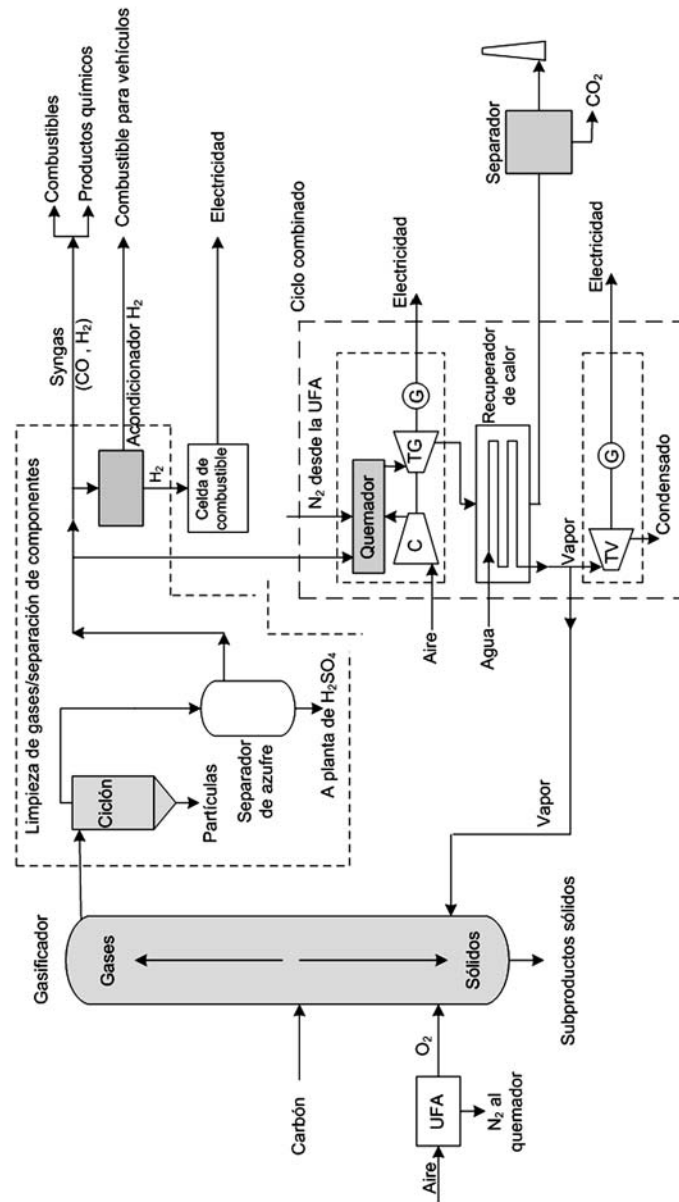 Gasificador
Gases
Sólidos
Carbón
Aire
UFA
O2
N2 al
quemador
Subproductos sólidos
Limpieza de gases/separación de componentes
Ciclón
Partículas
Separador
de azufre
A planta de H2SO4
Vapor
Syngas
(CO , H2)
Combustibles
Productos químicos
Acondicionador H2
Combustible para vehículos
H2
Celda de
combustible
Electricidad
N2 desde la UFA
Ciclo combinado
Quemador
C
TG
G
Electricidad
Aire
Agua
Recuperador
de calor
Vapor
TV
G
Electricidad
Condensado
Separador
CO2